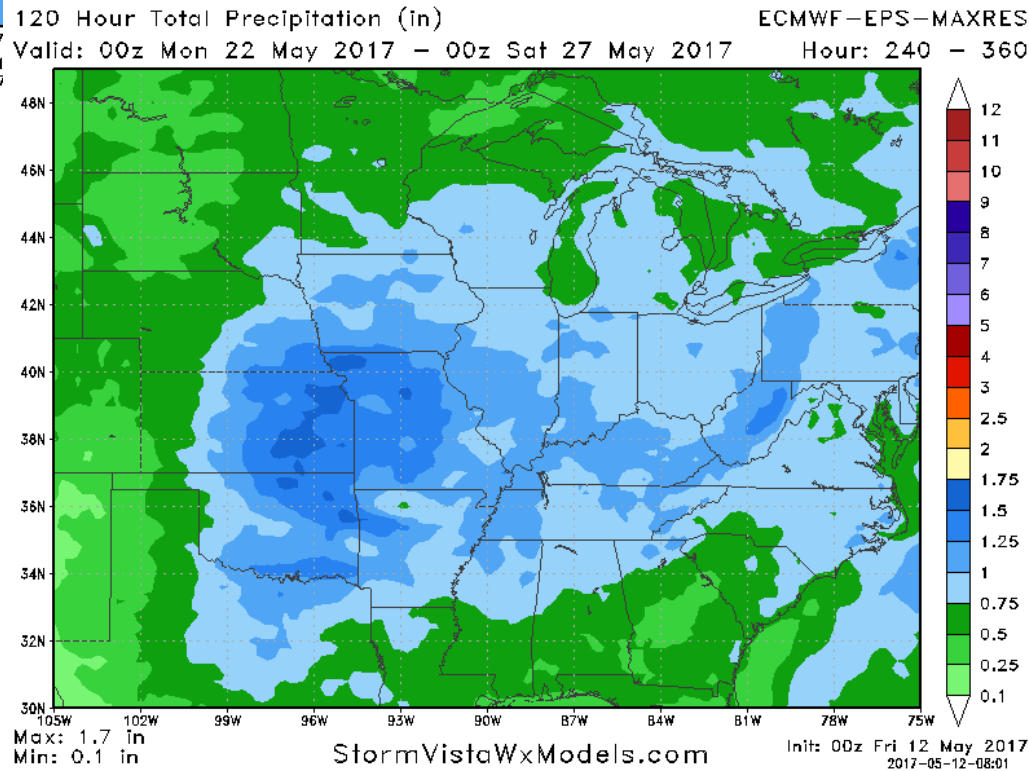 120 Hour Total Precipitation (in)
ECMWF-EPS-MAXRES
Valid: 00z Mon 22 May 2017 - 00z Sat 27 May 2017
Hour: 240 - 360
48N
46N
44N
42N
40N
38N
36N
34N
32N
30N
105W 102W 99W 96W 93W 90W 87W 84W 81W 78W 75W
12
11
10
9
8
7
6
5
4
3
2.5
2
1.75
1.5
1.25
1
0.75
0.5
0.25
0.1
Max: 1.7 in
Min: 0.1 in
StormVistaWxModels.com
Init: 00z Fri 12 May 2017
2017-05-12-08:01